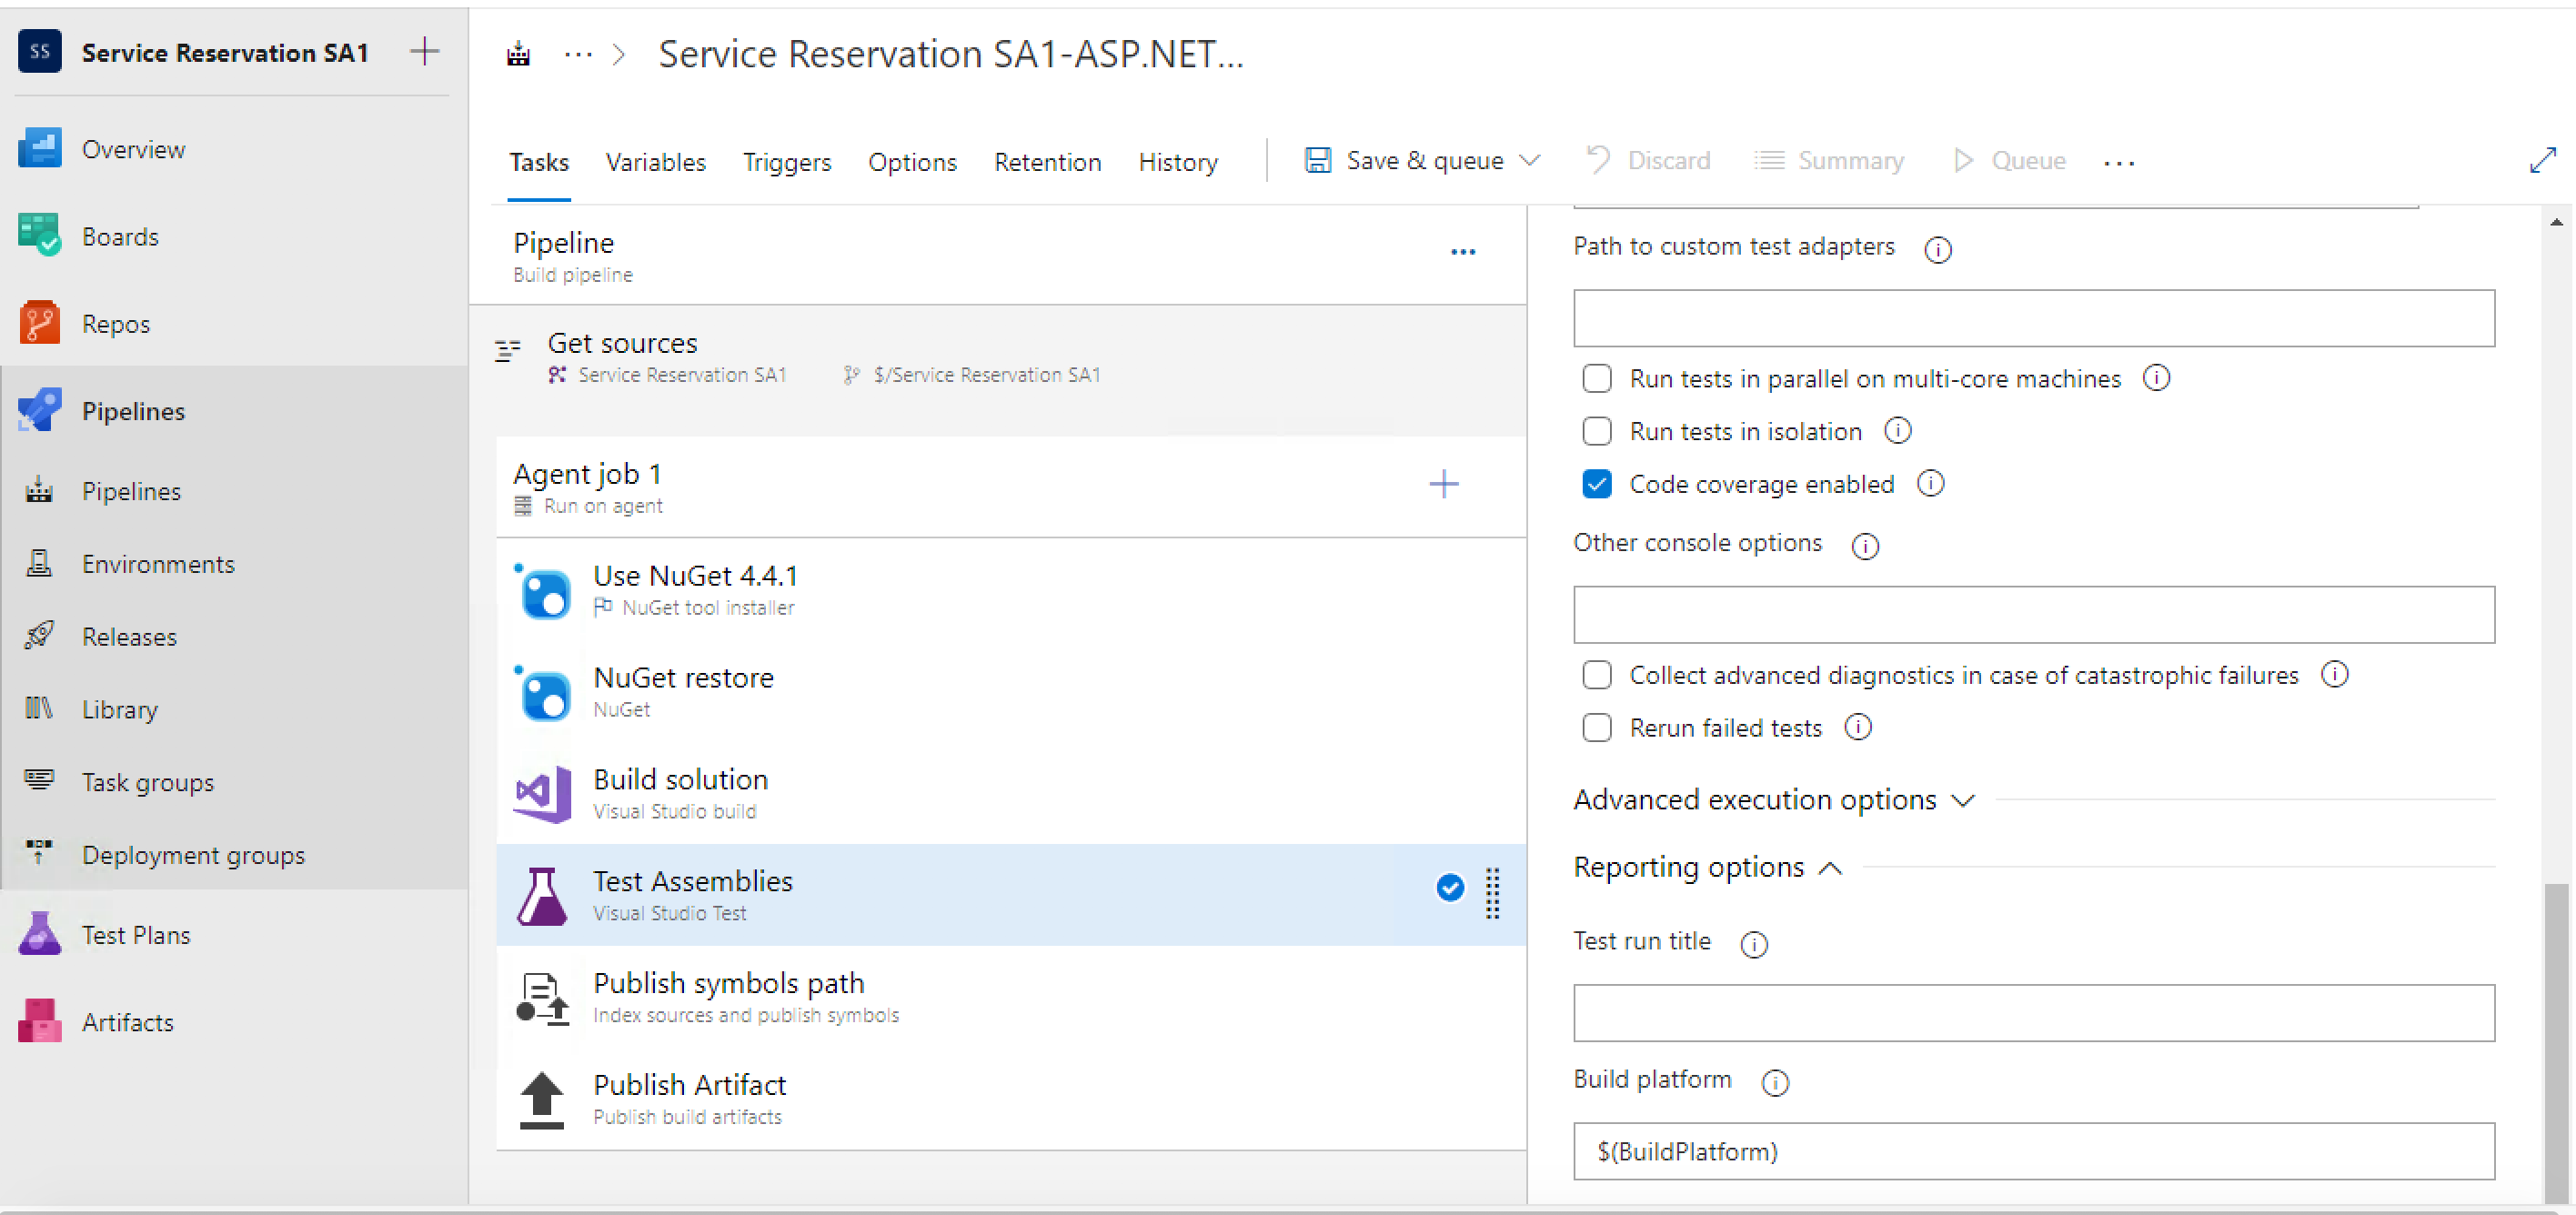 SS
Service Reservation SA1
Overview
Boards
Repos
Pipelines
Pipelines
Environments
Releases
Library
Task groups
Deployment groups
Test Plans
Artifacts
... > Service Reservation SA1-ASP.NET...
Tasks Variables Triggers Options Retention History Save & queue Discard Summary Queue ...
Pipeline
Build pipeline
Get sources
Service Reservation SA1 $/Service Reservation SA1
Agent job 1
Run on agent
Use NuGet 4.4.1
NuGet tool installer
NuGet restore
NuGet
Build solution
Visual Studio build
Test Assemblies
Visual Studio Test
Publish symbols path
Index sources and publish symbols
Publish Artifact
Publish build artifacts
Path to custom test adapters
Run tests in parallel on multi-core machines
Run tests in isolation
Code coverage enabled
Other console options
Collect advanced diagnostics in case of catastrophic failures
Rerun failed tests
Advanced execution options
Reporting options
Test run title
Build platform
$(BuildPlatform)